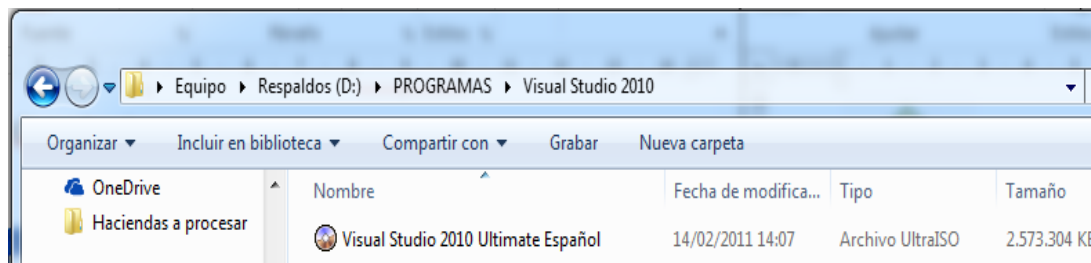 Equipo Respaldos (D:) PROGRAMAS Visual Studio 2010
Organizar Incluir en biblioteca Compartir con Grabar Nueva carpeta
OneDrive
Nombre Fecha de modifica... Tipo Tamaño
Haciendas a procesar
Visual Studio 2010 Ultimate Español 14/02/2011 14:07 Archivo UltraISO 2.573.304 KB